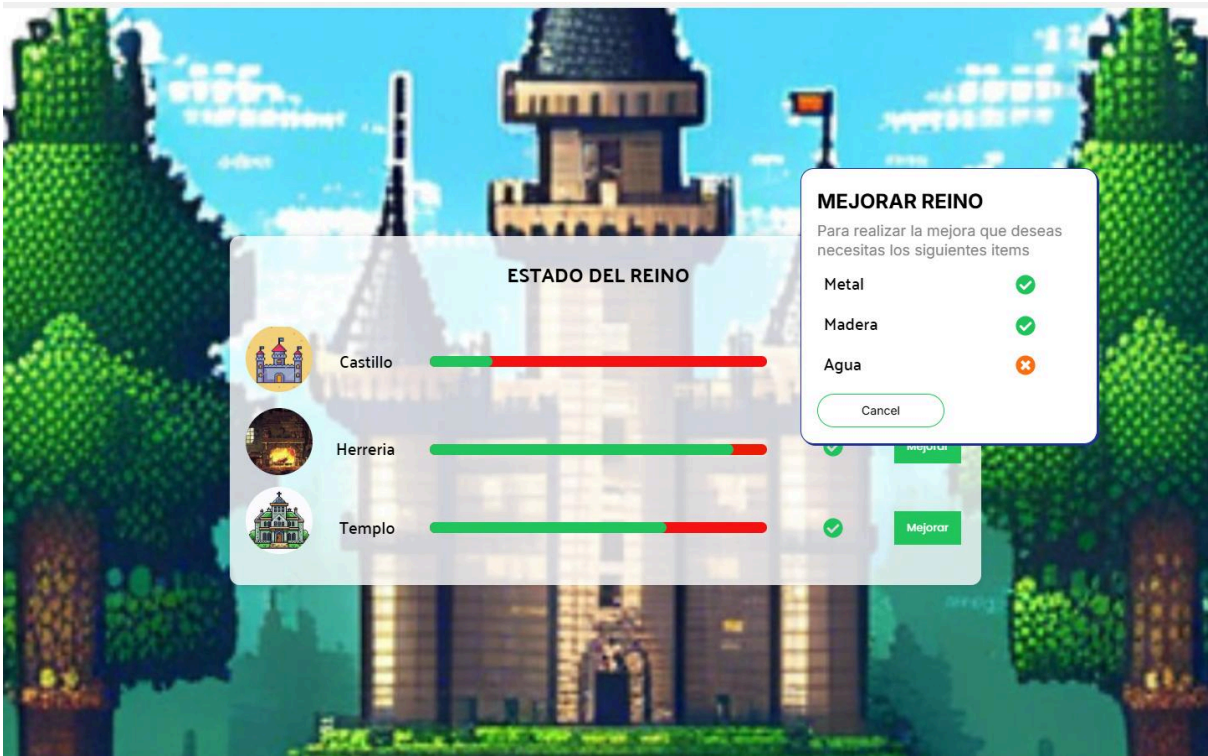 MEJORAR REINO
Para realizar la mejora que deseas
necesitas los siguientes items
Metal
Madera
Agua
Cancel
ESTADO DEL REINO
Castillo
Herreria
Mejorar
Templo
Mejorar